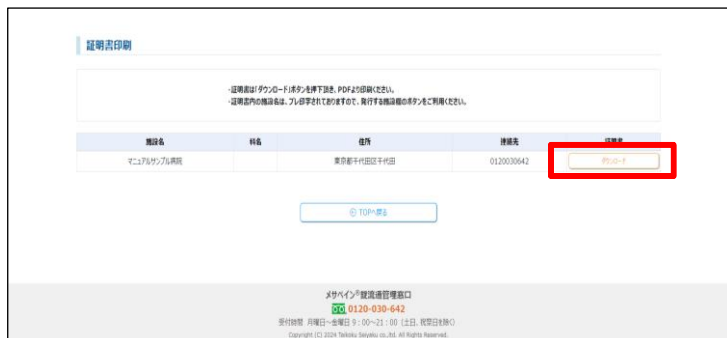 証明書印刷
・証明書は「ダウンロード」ボタンを押下頂き、PDFより印刷ください。
・証明書内の施設名は、プレ印字されておりますので、発行する施設欄のボタンをご利用ください。
施設名 科名 住所 連絡先 証明書
マニュアルサンプル病院 東京都千代田区千代田 0120030642 ダウンロード
TOPへ戻る
メサペイン®錠流通管理窓口
0120-030-642
受付時間 月曜日～金曜日 9:00～21:00 (土日、祝祭日を除く)
Copyright (C) 2024 Teikoku Seiyaku co.,ltd. All Rights Reserved.